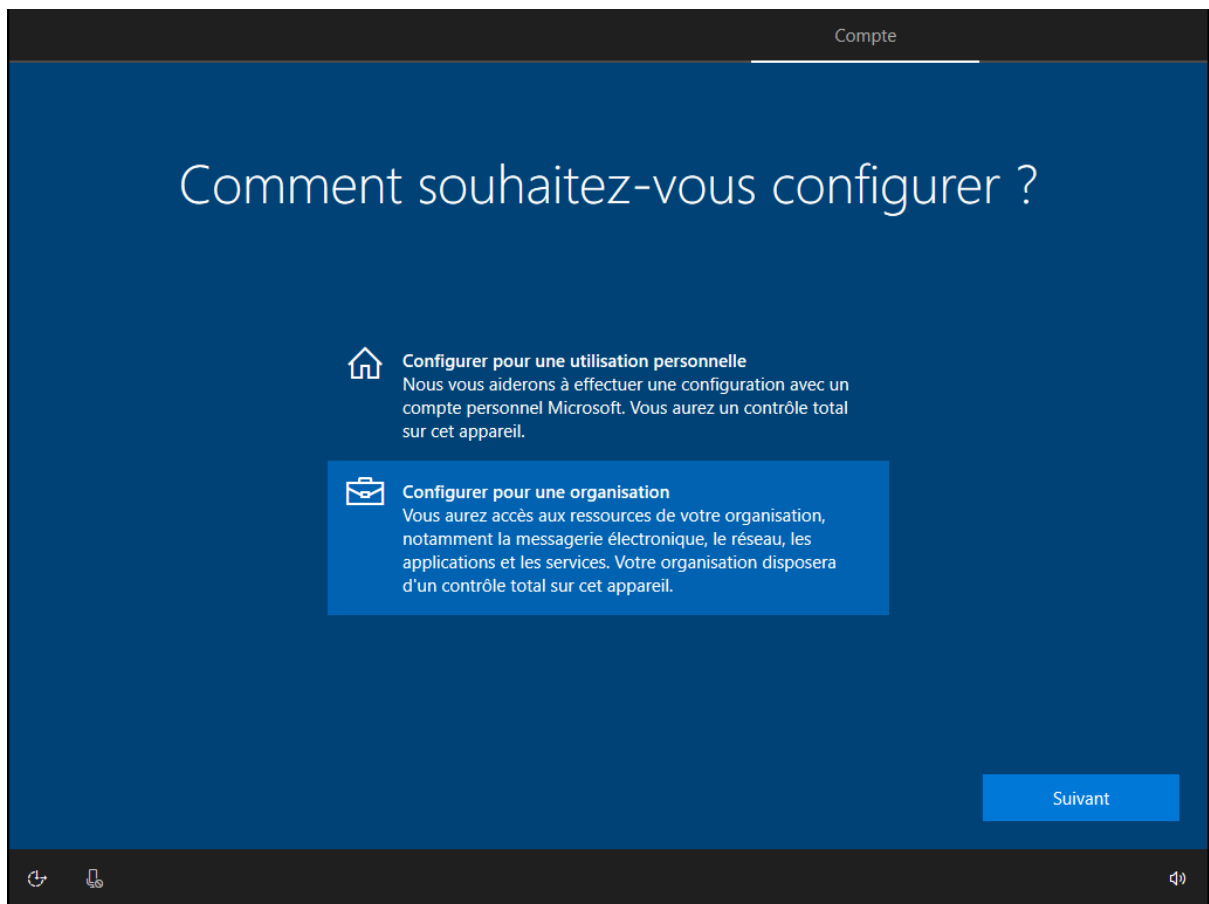 Compte
Comment souhaitez-vous configurer ?
Configurer pour une utilisation personnelle
Nous vous aiderons à effectuer une configuration avec un
compte personnel Microsoft. Vous aurez un contrôle total
sur cet appareil.
Configurer pour une organisation
Vous aurez accès aux ressources de votre organisation,
notamment la messagerie électronique, le réseau, les
applications et les services. Votre organisation disposera
d'un contrôle total sur cet appareil.
Suivant